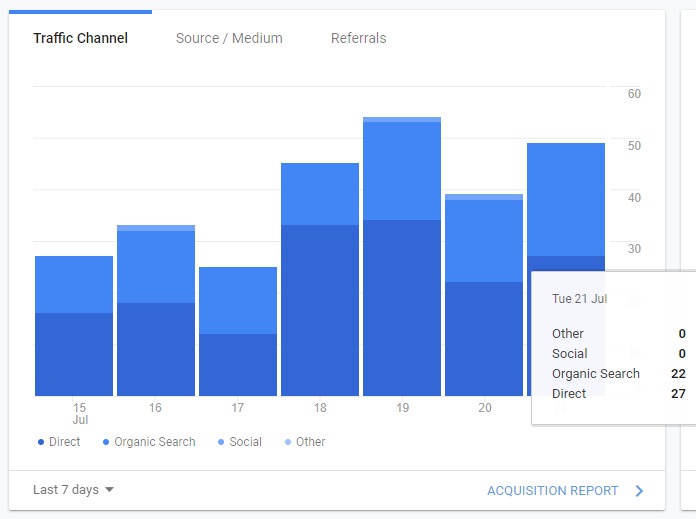 Traffic Channel Source / Medium Referrals
60
50
40
30
20
Tue 21 Jul
Other 0
Social 0
Organic Search 22
Direct 27
15 16 17 18 19 20
Jul
Direct Organic Search Social Other
Last 7 days ACQUISITION REPORT